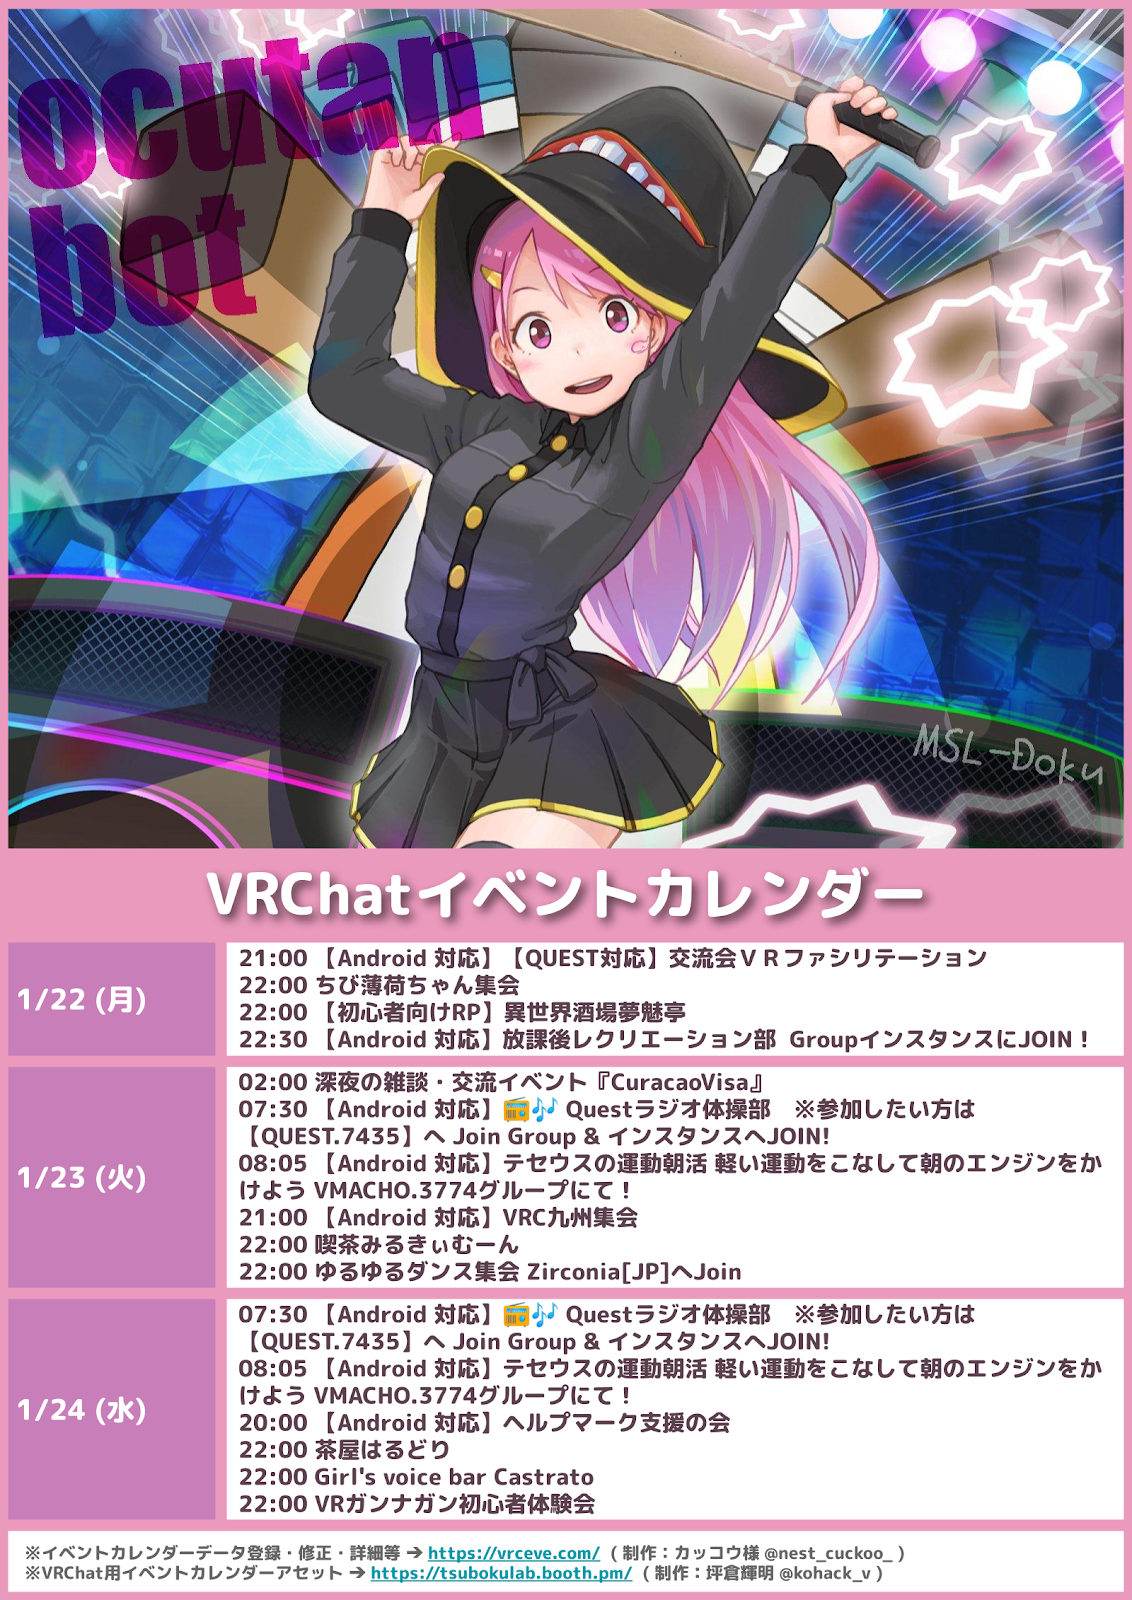 ocutan
bot
MSL-Doku
VRChatイベントカレンダー
1/22 (月)
21:00 【Android 対応】【QUEST対応】交流会ＶＲファシリテーション
22:00 ちび薄荷ちゃん集会
22:00 【初心者向けRP】異世界酒場夢魅亭
22:30 【Android 対応】放課後レクリエーション部 GroupインスタンスにJOIN！
1/23 (火)
02:00 深夜の雑談・交流イベント『CuracaoVisa』
07:30 【Android 対応】📻🎶 Questラジオ体操部　※参加したい方は
【QUEST.7435】へ Join Group & インスタンスへJOIN!
08:05 【Android 対応】テセウスの運動朝活 軽い運動をこなして朝のエンジンをか
けよう VMACHO.3774グループにて！
21:00 【Android 対応】VRC九州集会
22:00 喫茶みるきぃむーん
22:00 ゆるゆるダンス集会 Zirconia[JP]へJoin
1/24 (水)
07:30 【Android 対応】📻🎶 Questラジオ体操部　※参加したい方は
【QUEST.7435】へ Join Group & インスタンスへJOIN!
08:05 【Android 対応】テセウスの運動朝活 軽い運動をこなして朝のエンジンをか
けよう VMACHO.3774グループにて！
20:00 【Android 対応】ヘルプマーク支援の会
22:00 茶屋はるどり
22:00 Girl's voice bar Castrato
22:00 VRガンナガン初心者体験会
※イベントカレンダーデータ登録・修正・詳細等 → https://vrceve.com/ （制作：カッコウ様 @nest_cuckoo_）
※VRChat用イベントカレンダーアセット → https://tsubokulab.booth.pm/ （制作：坪倉輝明 @kohack_v）